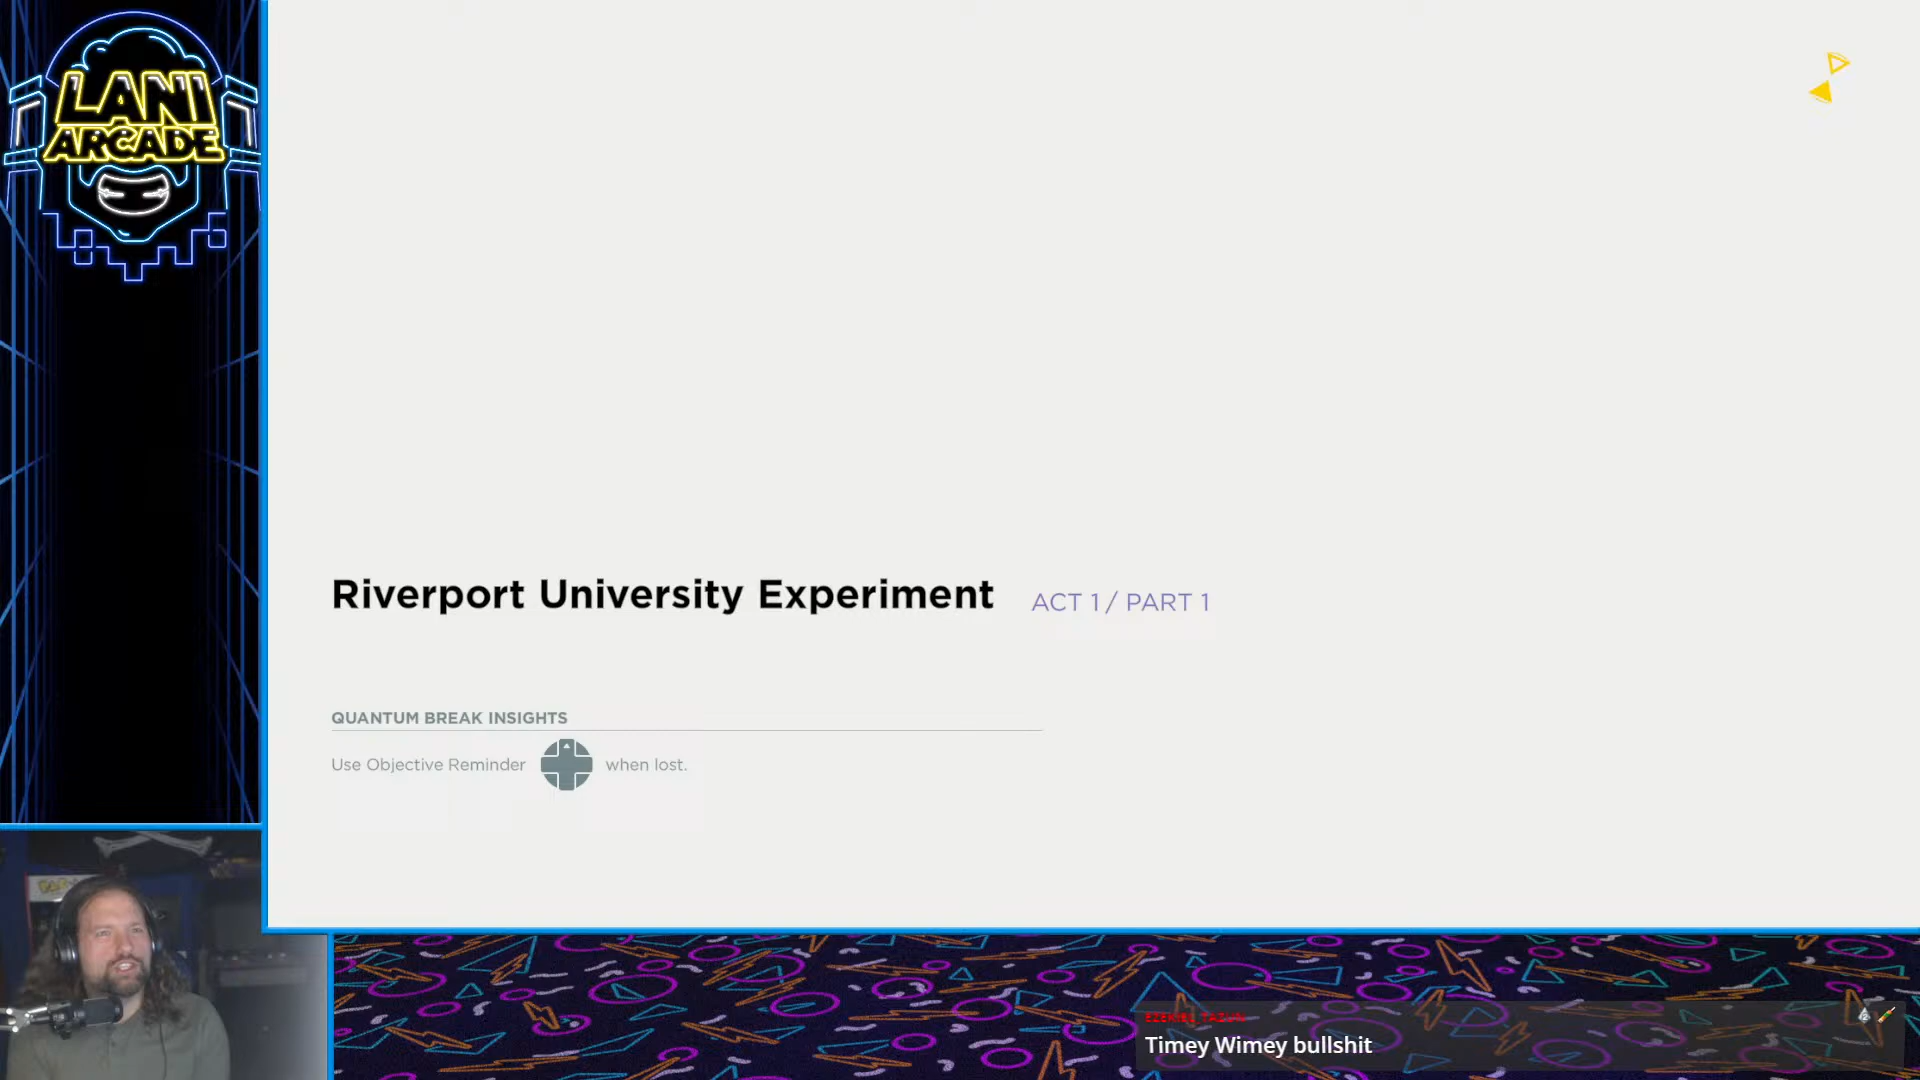 LANI
ARCADE
Riverport University Experiment ACT 1 / PART 1
QUANTUM BREAK INSIGHTS
Use Objective Reminder when lost.
Timey Wimey bullshit